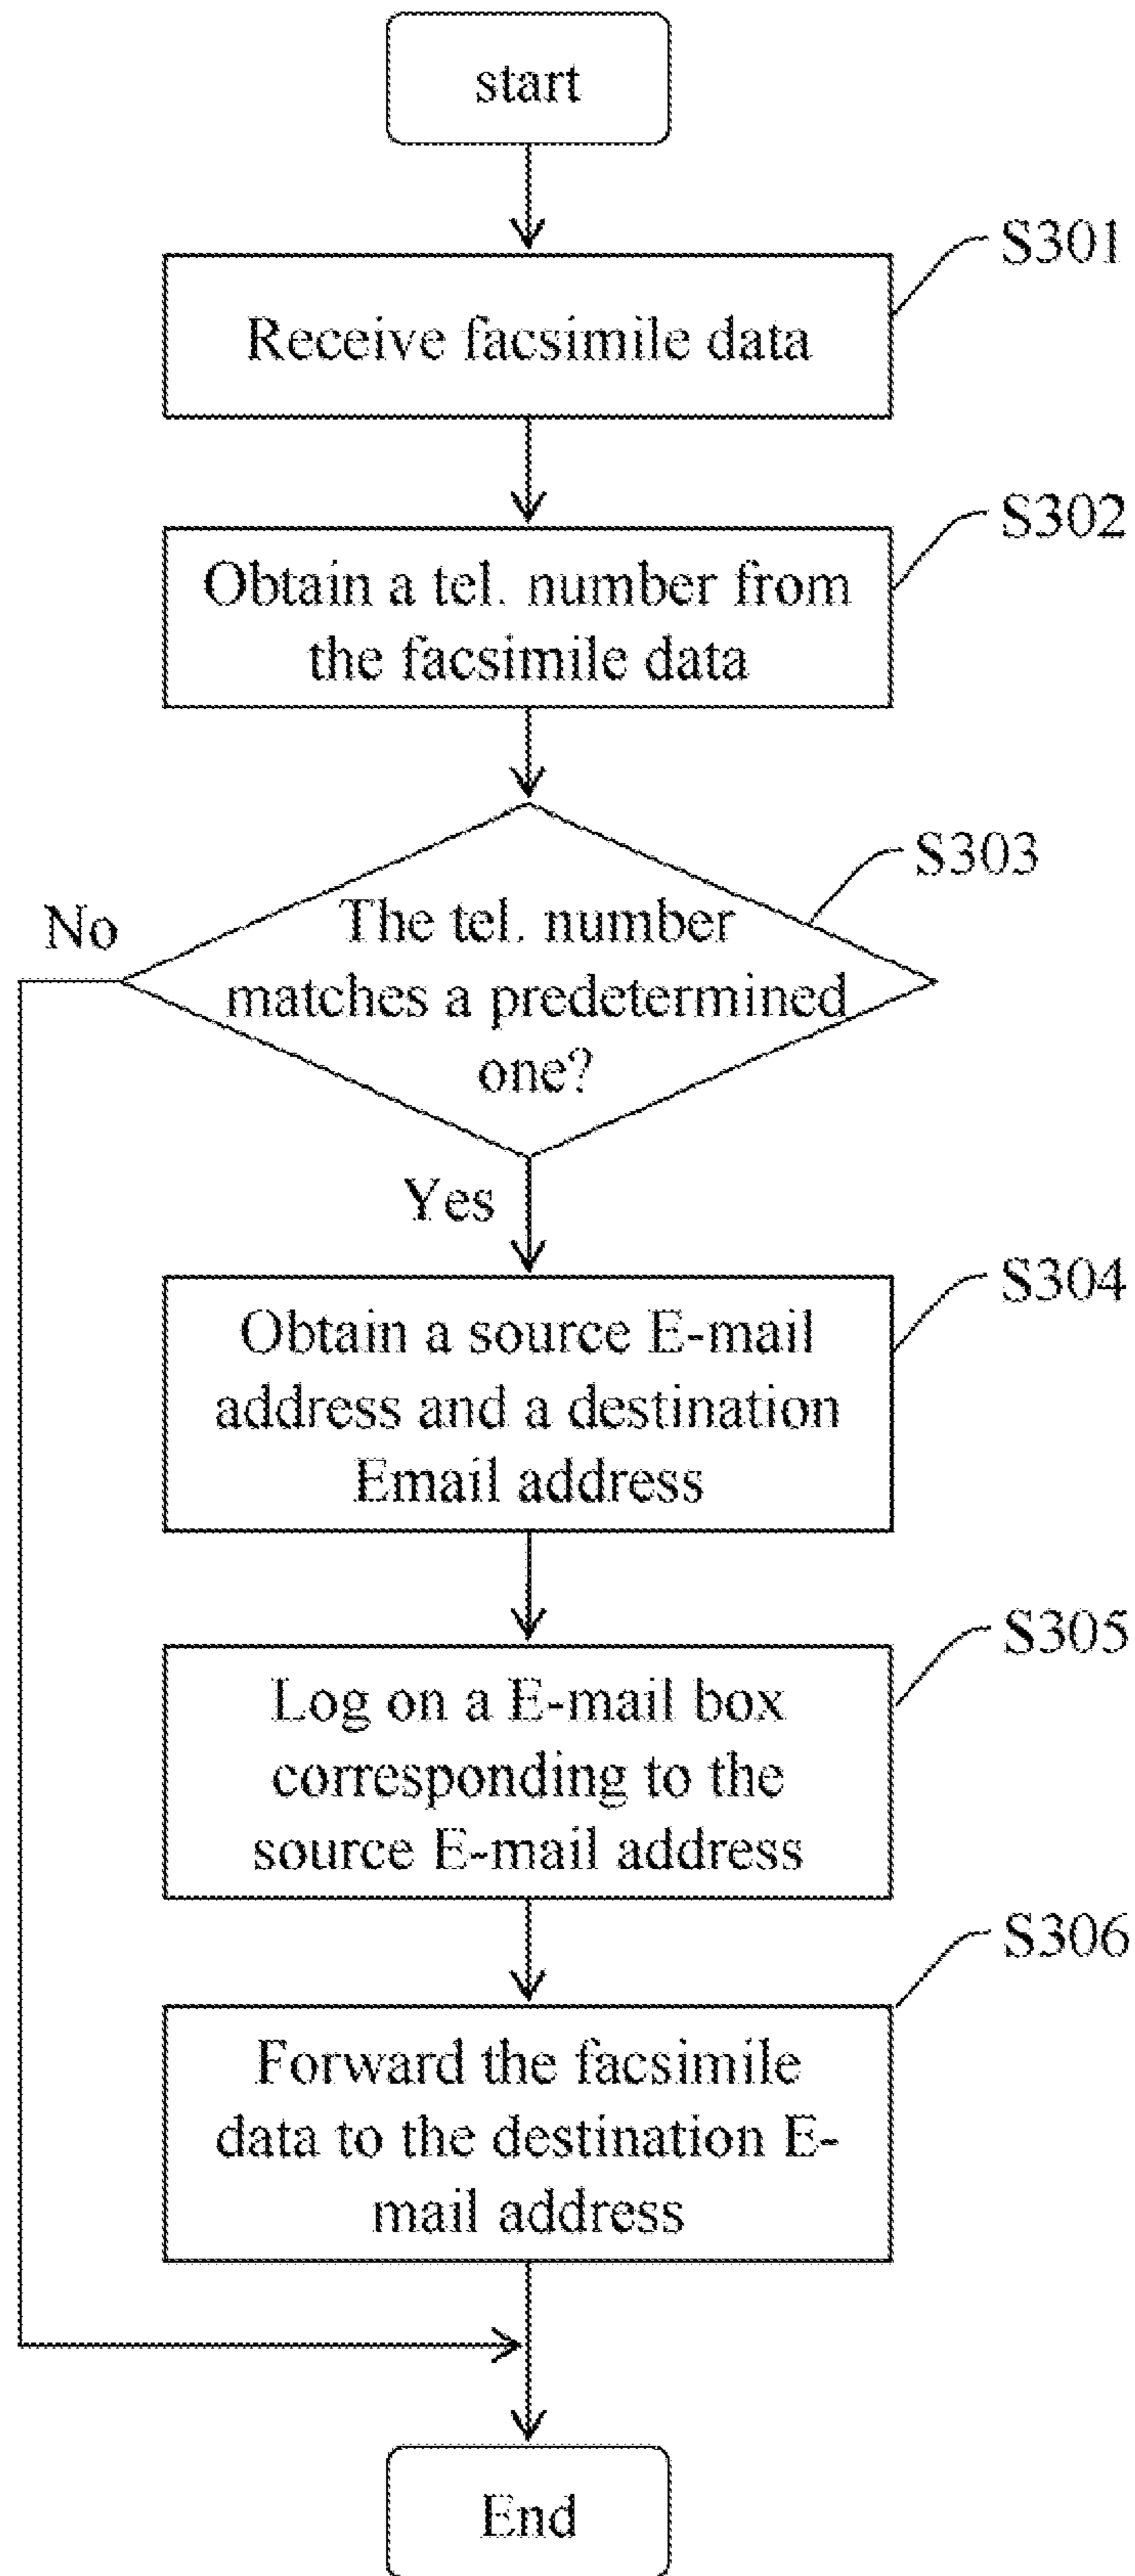 start
S301
Receive facsimile data
S302
Obtain a tel. number from
the facsimile data
S303
No
The tel. number
matches a predetermined
one?
Yes
S304
Obtain a source E-mail
address and a destination
Email address
S305
Log on a E-mail box
corresponding to the
source E-mail address
S306
Forward the facsimile
data to the destination E-
mail address
End